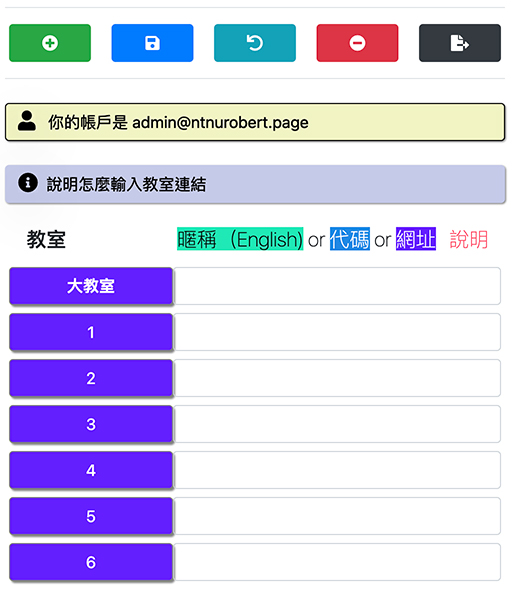 你的帳戶是 admin@ntnurobert.page
說明怎麼輸入教室連結
教室 暱稱（English) or 代碼 or 網址 說明
大教室
1
2
3
4
5
6